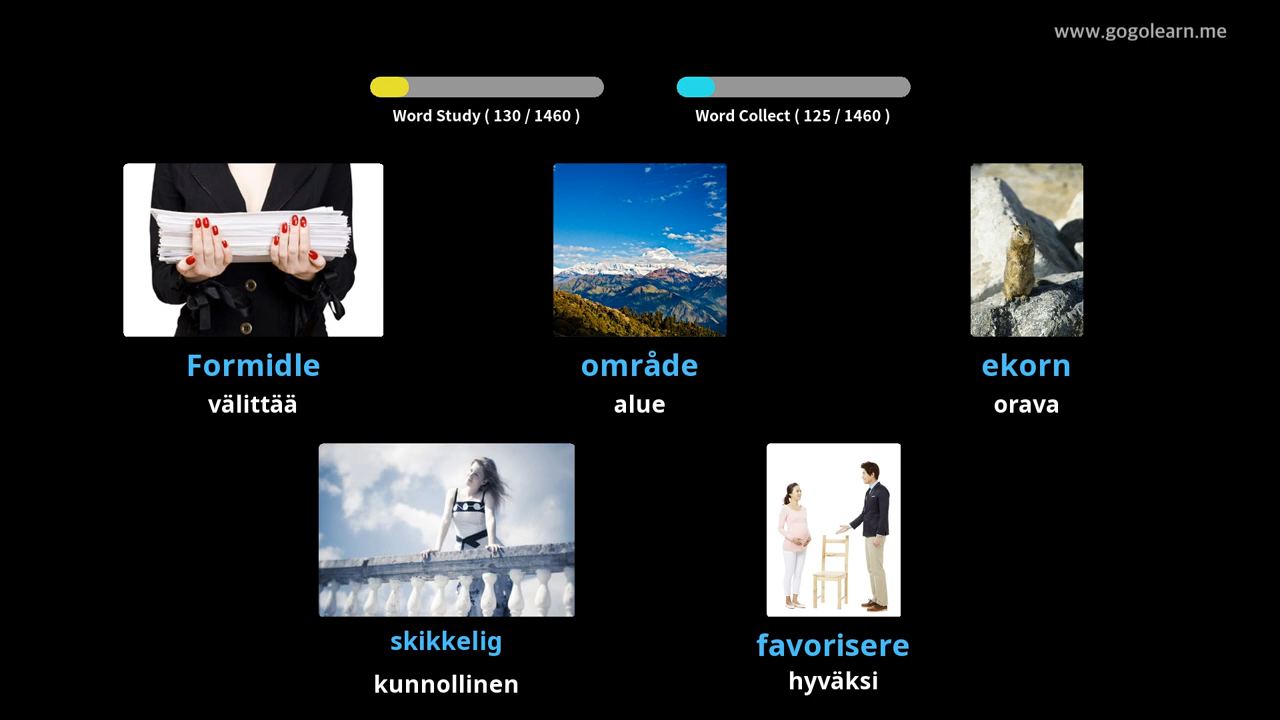 www.gogolearn.me
Word Study ( 130 / 1460 )
Word Collect ( 125 / 1460 )
Formidle
välittää
område
alue
ekorn
orava
skikkelig
kunnollinen
favorisere
hyväksi